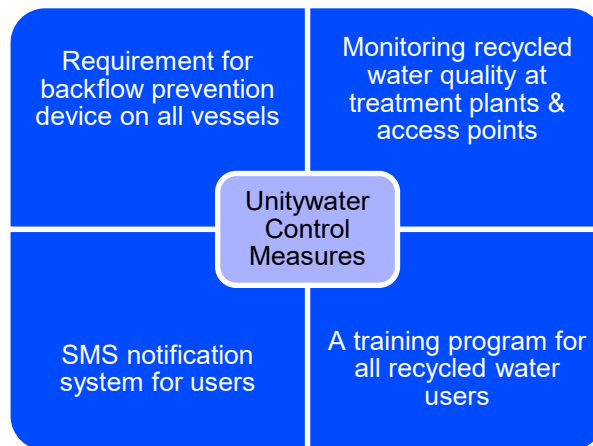 Requirement for
backflow prevention
device on all vessels
Monitoring recycled
water quality at
treatment plants &
access points
Unitywater
Control
Measures
SMS notification
system for users
A training program for
all recycled water
users